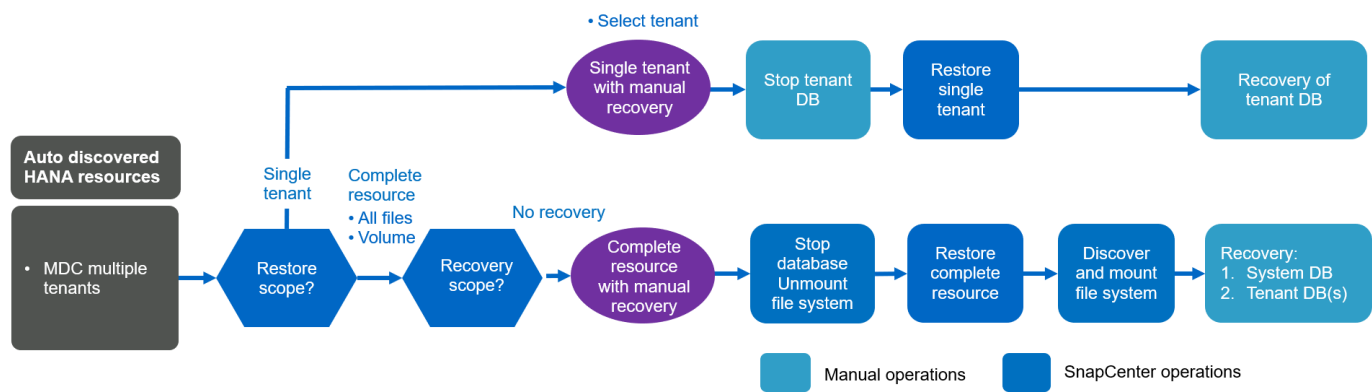 • Select tenant
Single tenant
with manual
recovery
Stop tenant
DB
Restore
single
tenant
Recovery of
tenant DB
Auto discovered
HANA resources
Single
tenant
Complete
resource
• All files
• Volume
No recovery
• MDC multiple
tenants
Restore
scope?
Recovery
scope?
Complete
resource
with manual
recovery
Stop
database
Unmount
file system
Restore
complete
resource
Discover
and mount
file system
Recovery:
1. System DB
2. Tenant DB(s)
Manual operations
SnapCenter operations